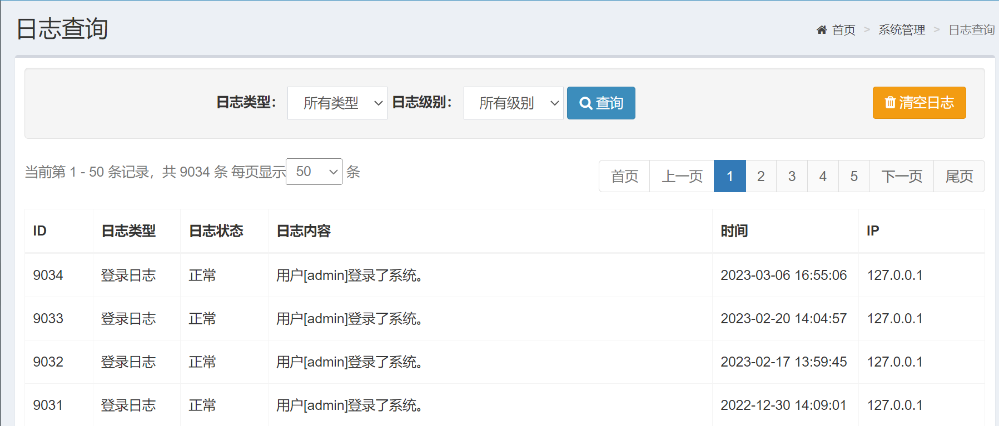 日志查询
首页 > 系统管理 > 日志查询
日志类型： 所有类型 日志级别： 所有级别 查询 清空日志
当前第 1 - 50 条记录，共 9034 条 每页显示 50 条
首页 上一页 1 2 3 4 5 下一页 尾页
ID 日志类型 日志状态 日志内容 时间 IP
9034 登录日志 正常 用户[admin]登录了系统。 2023-03-06 16:55:06 127.0.0.1
9033 登录日志 正常 用户[admin]登录了系统。 2023-02-20 14:04:57 127.0.0.1
9032 登录日志 正常 用户[admin]登录了系统。 2023-02-17 13:59:45 127.0.0.1
9031 登录日志 正常 用户[admin]登录了系统。 2022-12-30 14:09:01 127.0.0.1